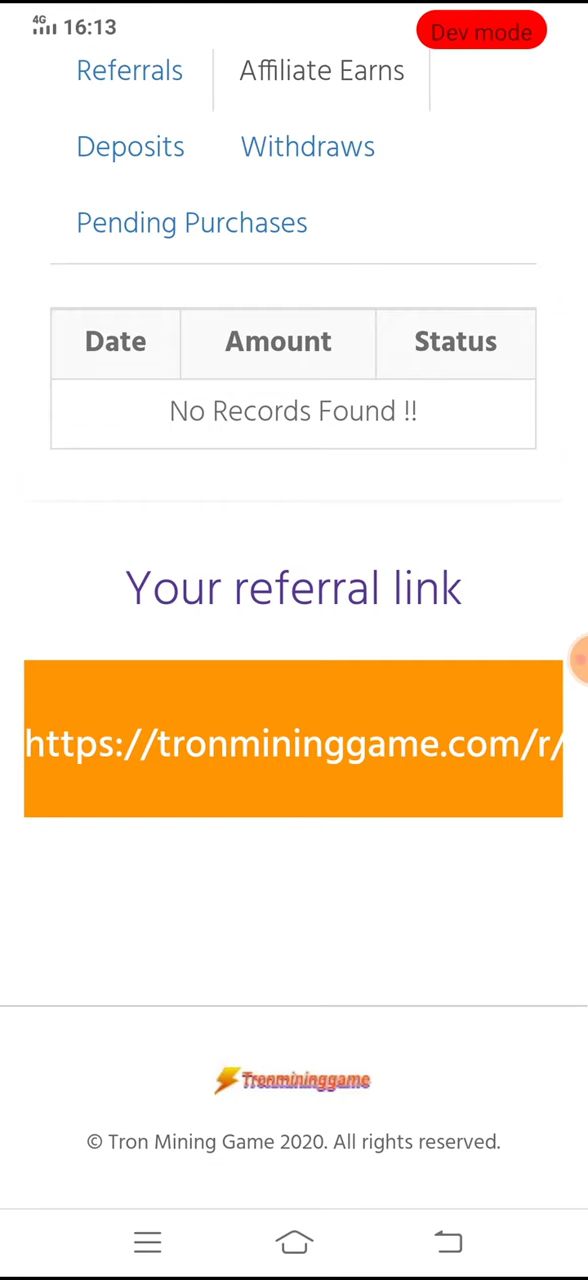 4G 16:13 Dev mode
Referrals Affiliate Earns
Deposits Withdraws
Pending Purchases
Date Amount Status
No Records Found !!
Your referral link
https://tronmininggame.com/r/
Tronmininggame
© Tron Mining Game 2020. All rights reserved.